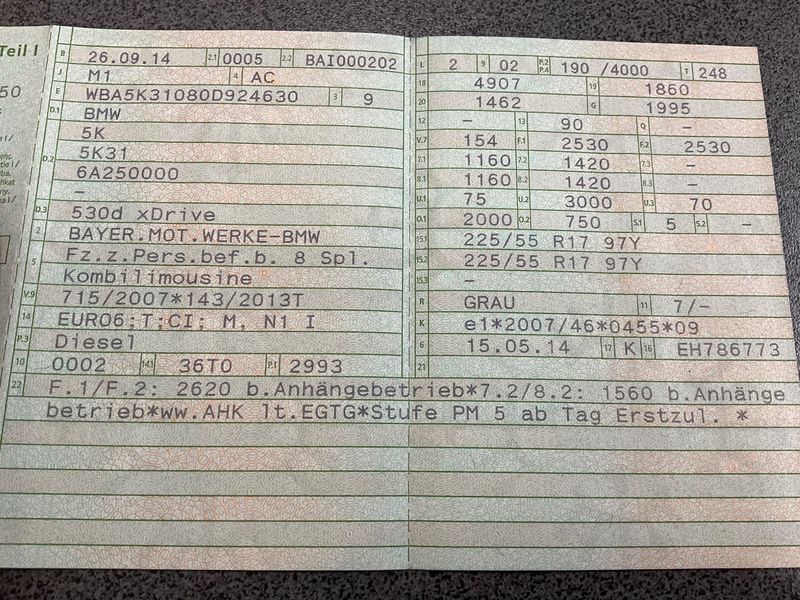 Teil I
B 26.09.14 2.1 0005 2.2 BAI000202
J M1 4 AC
E WBA5K31080D924630 3 9
D.1 BMW
D.2 5K
5K31
6A250000
–
D.3 530d xDrive
2 BAYER.MOT.WERKE-BMW
5 Fz.z.Pers.bef.b. 8 Spl.
Kombilimousine
V.9 715/2007*143/2013T
14 EURO6;T;CI; M, N1 I
P.3 Diesel
10 0002 14.1 36T0 P.1 2993
L 2 9 02 P.2 P.4 190 /4000 T 248
18 4907 19 1860
20 1462 G 1995
12 – 13 90 Q –
V.7 154 F.1 2530 F.2 2530
7.1 1160 7.2 1420 7.3 –
8.1 1160 8.2 1420 8.3 –
U.1 75 U.2 3000 U.3 70
O.1 2000 O.2 750 S.1 5 S.2 –
15.1 225/55 R17 97Y
15.2 225/55 R17 97Y
15.3 –
R GRAU 11 7/–
K e1*2007/46*0455*09
6 15.05.14 17 K 16 EH786773
21
22 F.1/F.2: 2620 b.Anhängebetrieb*7.2/8.2: 1560 b.Anhänge
betrieb*ww.AHK lt.EGTG*Stufe PM 5 ab Tag Erstzul. *